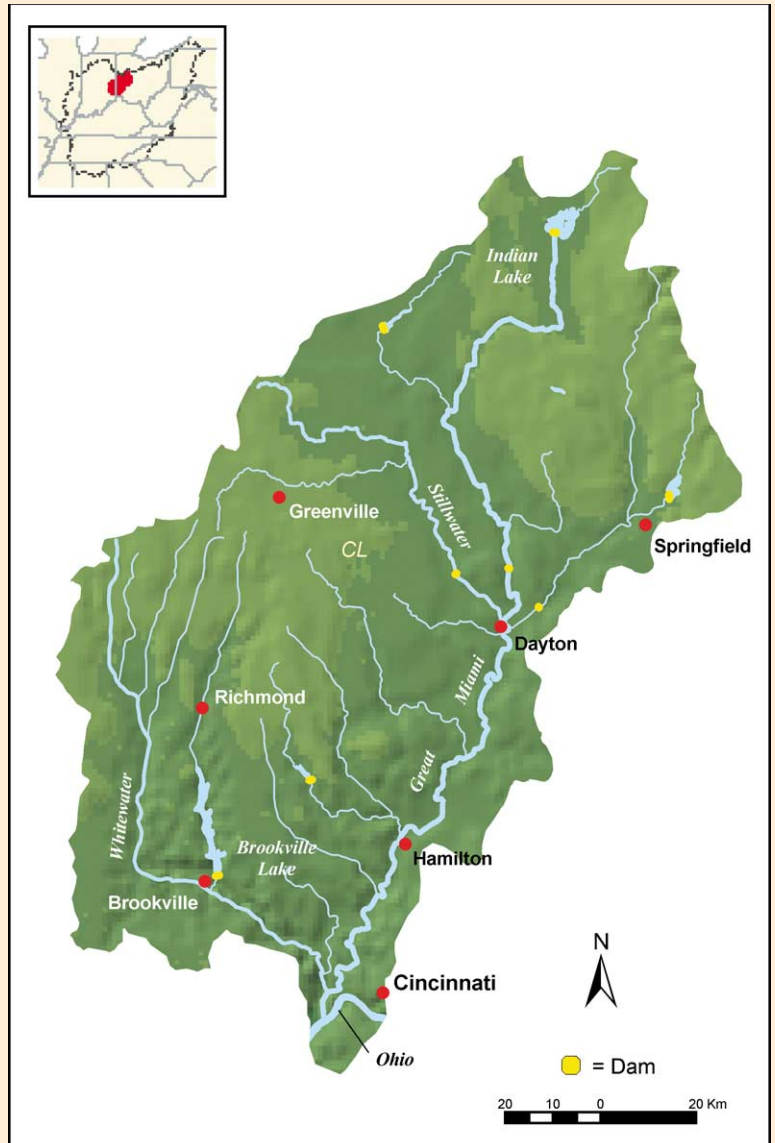 Indian
Lake
Stillwater
Greenville
CL
Springfield
Dayton
Miami
Richmond
Great
Whitewater
Brookville
Lake
Hamilton
Brookville
N
Cincinnati
Ohio
= Dam
20 10 0 20 Km